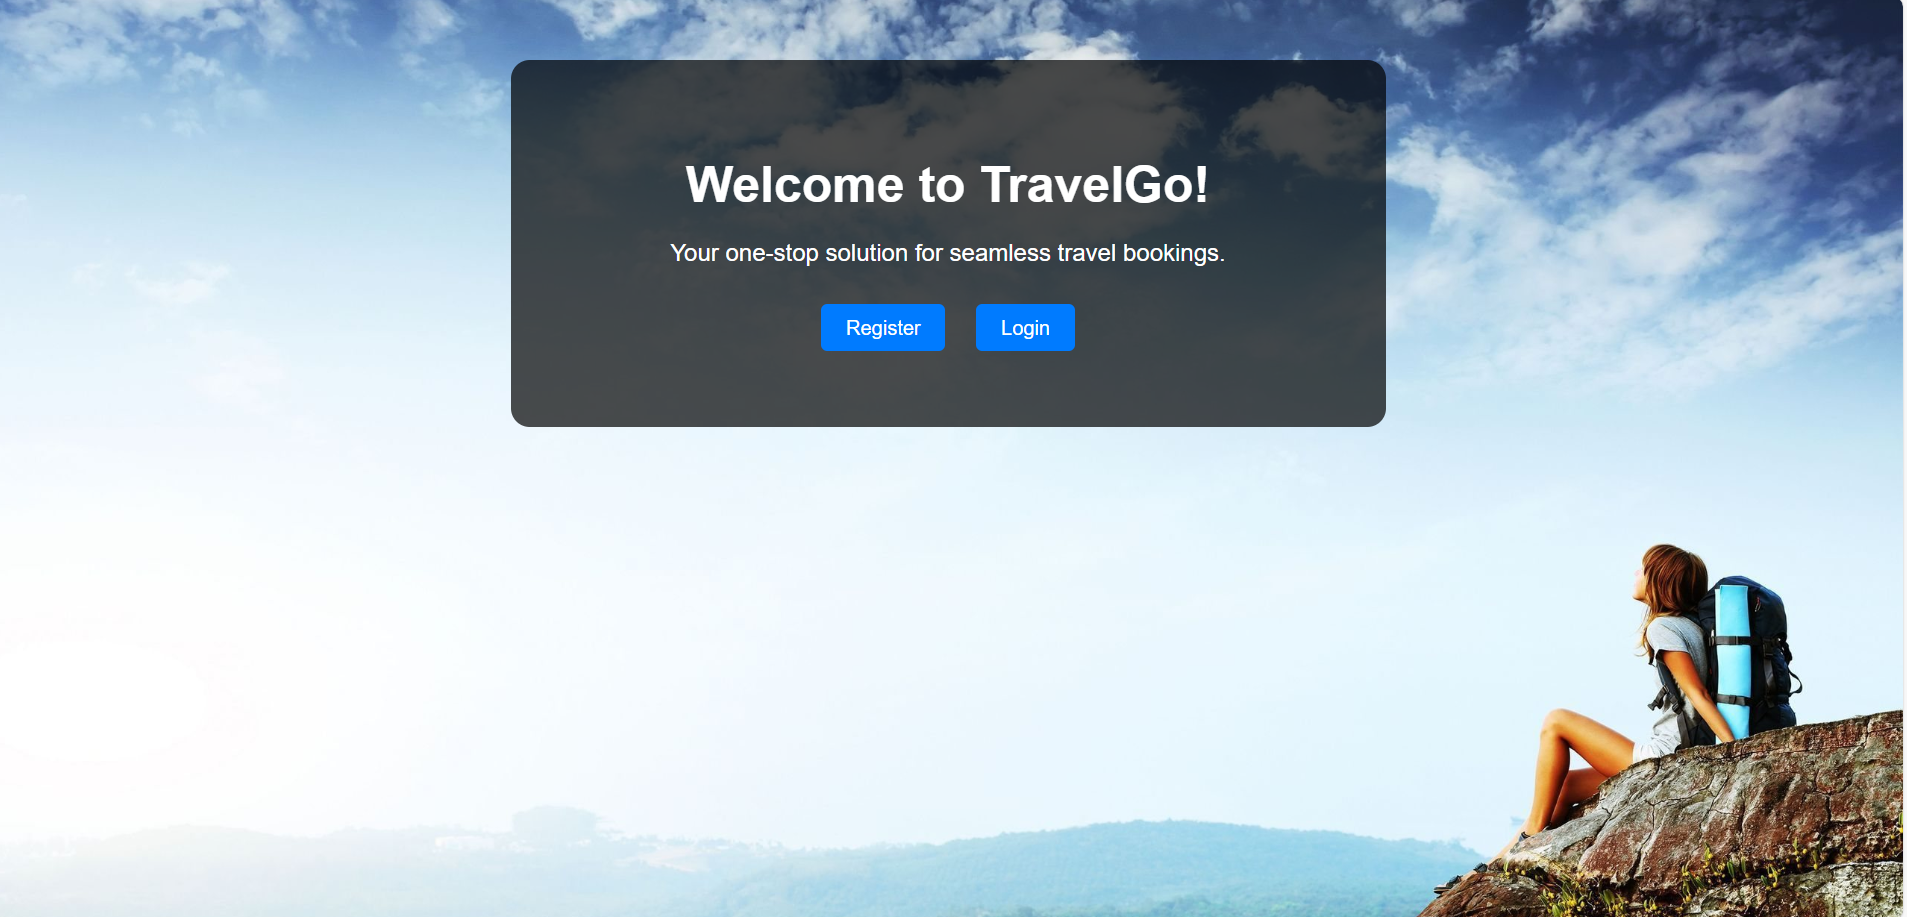 Welcome to TravelGo!
Your one-stop solution for seamless travel bookings.
Register Login